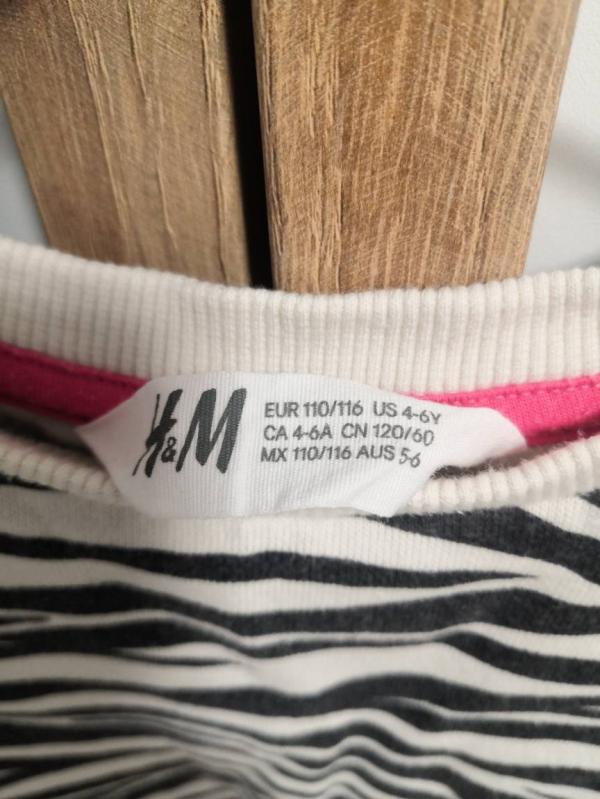 H&M
EUR 110/116 US 4-6Y
CA 4-6A CN 120/60
MX 110/116 AUS 5-6